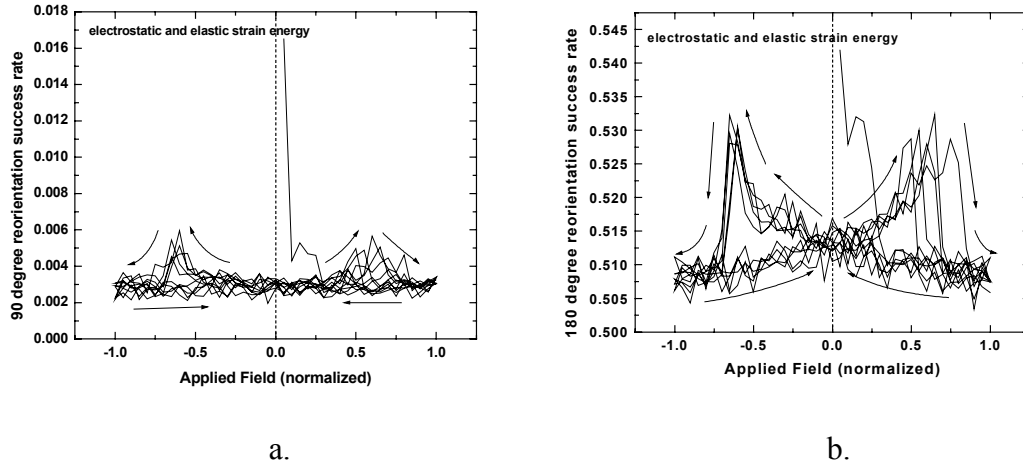 90 degree reorientation success rate
0.018
0.016
0.014
0.012
0.010
0.008
0.006
0.004
0.002
0.000
electrostatic and elastic strain energy
-1.0 -0.5 0.0 0.5 1.0
Applied Field (normalized)
a.
180 degree reorientation success rate
0.545
0.540
0.535
0.530
0.525
0.520
0.515
0.510
0.505
0.500
electrostatic and elastic strain energy
-1.0 -0.5 0.0 0.5 1.0
Applied Field (normalized)
b.